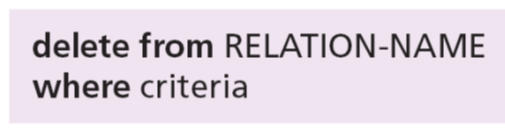 delete from RELATION-NAME
where criteria